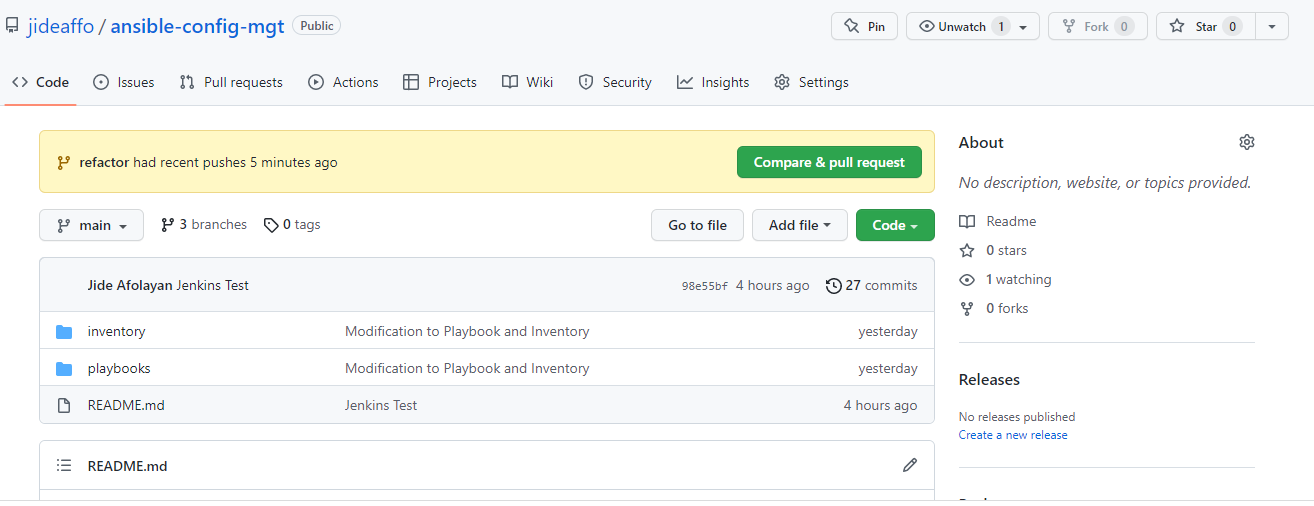 jideaffo / ansible-config-mgt Public Pin Unwatch 1 Fork 0 Star 0
Code Issues Pull requests Actions Projects Wiki Security Insights Settings
refactor had recent pushes 5 minutes ago Compare & pull request
main 3 branches 0 tags Go to file Add file Code
Jide Afolayan Jenkins Test 98e55bf 4 hours ago 27 commits
inventory Modification to Playbook and Inventory yesterday
playbooks Modification to Playbook and Inventory yesterday
README.md Jenkins Test 4 hours ago
README.md
About
No description, website, or topics provided.
Readme
0 stars
1 watching
0 forks
Releases
No releases published
Create a new release